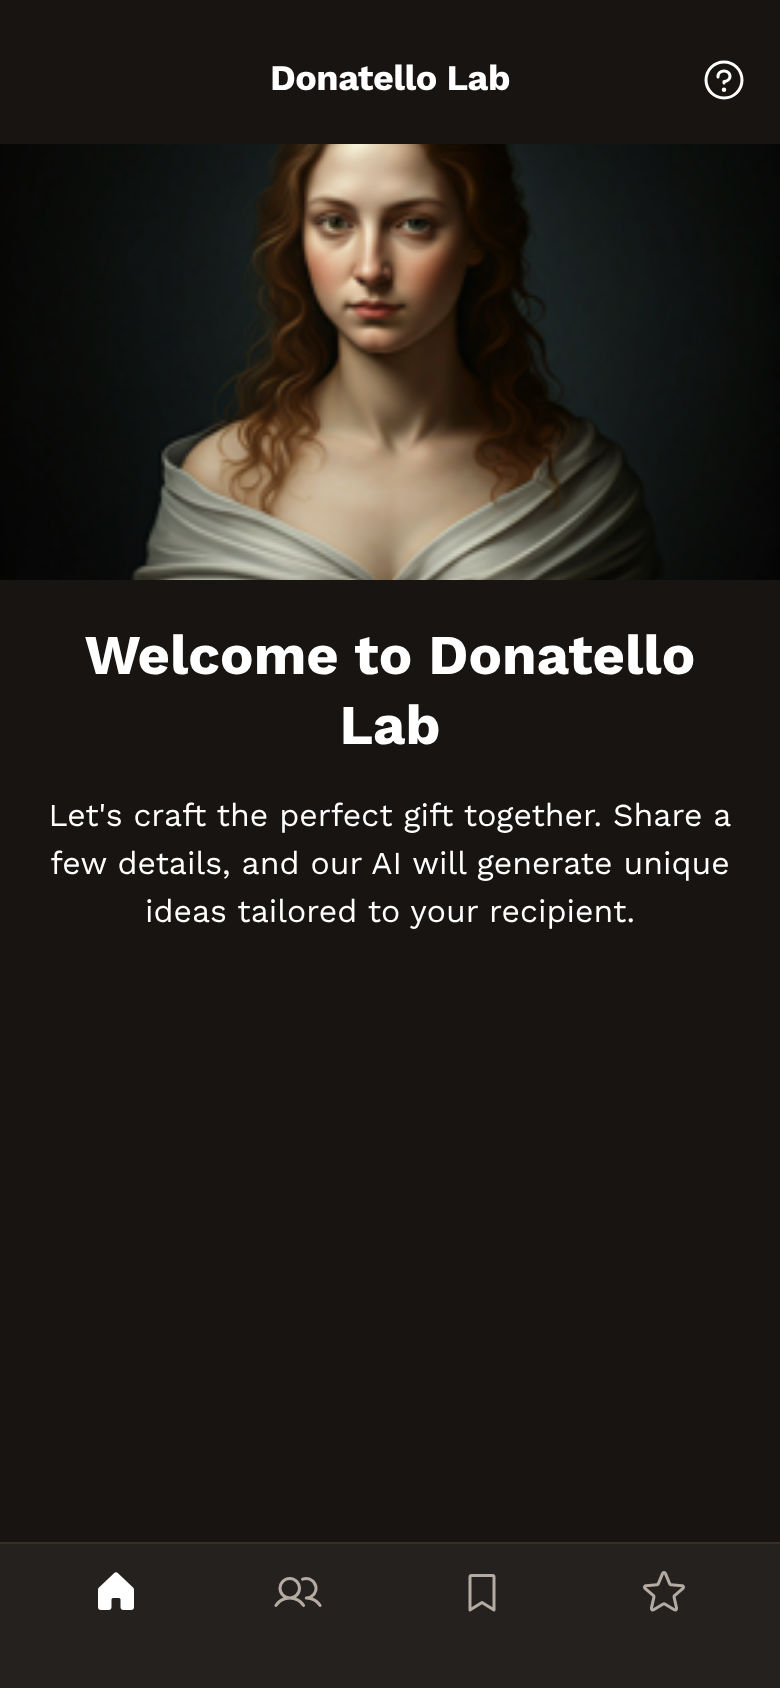 Donatello Lab
Welcome to Donatello
Lab
Let's craft the perfect gift together. Share a
few details, and our AI will generate unique
ideas tailored to your recipient.